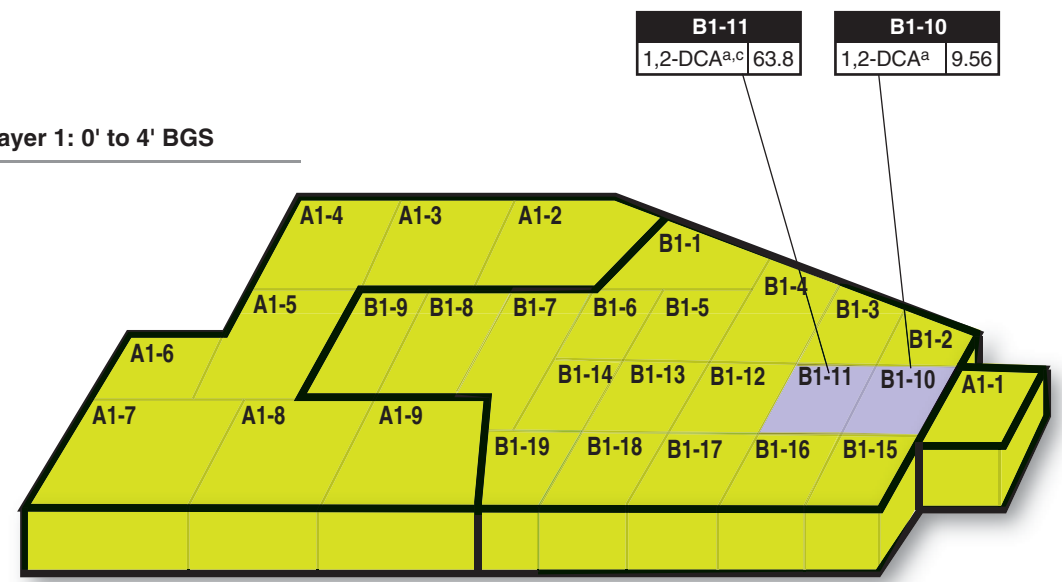 B1-11 B1-10
1,2-DCAᵃ,ᶜ 63.8 1,2-DCAᵃ 9.56
ayer 1: 0' to 4' BGS
A1-4 A1-3 A1-2
B1-1
B1-4
A1-5 B1-9 B1-8 B1-7 B1-6 B1-5 B1-3
B1-2
A1-6
B1-14 B1-13 B1-12 B1-11 B1-10 A1-1
A1-7 A1-8 A1-9
B1-19 B1-18 B1-17 B1-16 B1-15